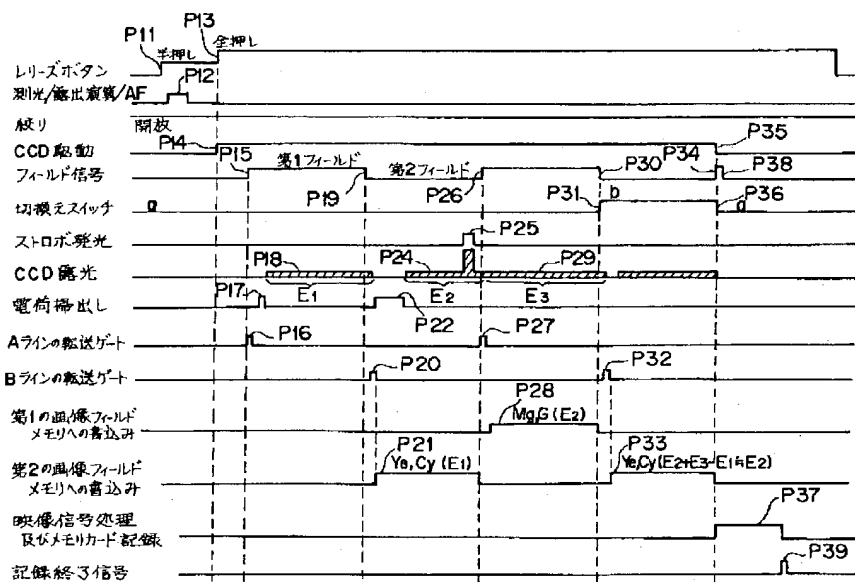 P13
P11 半押し 全押し
レリーズボタン
P12
測光/露出演算/AF
絞り 開放
P14 P35
CCD駆動
P15 第1フィールド P34
フィールド信号 P19 第2フィールド P26 P30 P38
切換えスイッチ a P31 b P36 a
ストロボ発光 P25
CCD露光 P18 P24 P29
E1 E2 E3
P17
電荷掃出し P22
Aラインの転送ゲート P16 P27
Bラインの転送ゲート P20 P32
第1の画像フィールド P28
メモリへの書込み Mg,G(E2)
第2の画像フィールド P21 P33
メモリへの書込み Ye,Cy(E1) Ye,Cy(E2+E3-E1≒E2)
映像信号処理 P37
及びメモリカード記録
記録終了信号 P39